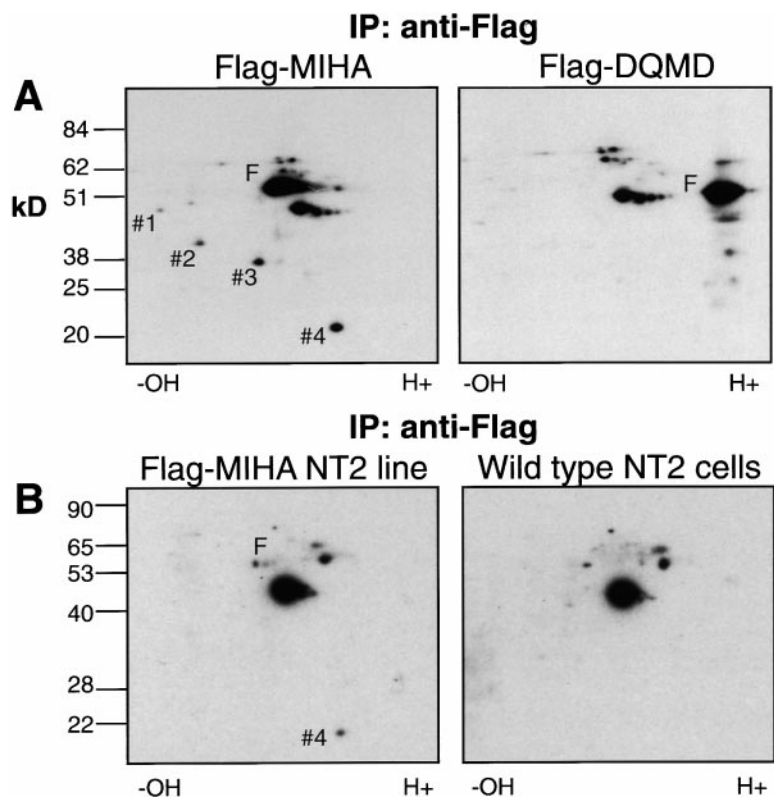 IP: anti-Flag
Flag-MIHA
Flag-DQMD
A
84
62
51
kD
38
25
20
F
#1
#2
#3
#4
F
-OH
H+
-OH
H+
IP: anti-Flag
Flag-MIHA NT2 line
Wild type NT2 cells
B
90
65
53
40
28
22
F
#4
-OH
H+
-OH
H+